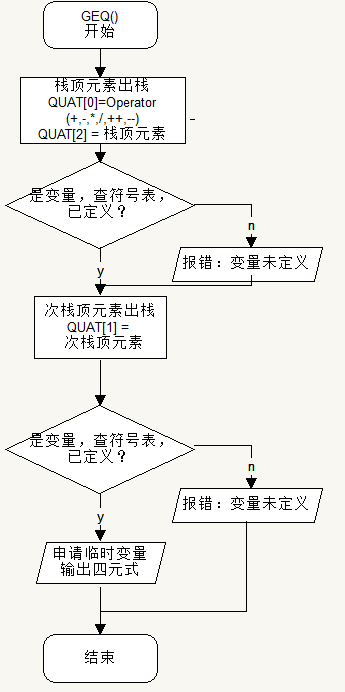 GEQ()
开始
栈顶元素出栈
QUAT[0]=Operator
(+,-,*,/,++,--)
QUAT[2] = 栈顶元素
是变量，查符号表，
已定义？
n
y
报错：变量未定义
次栈顶元素出栈
QUAT[1] =
次栈顶元素
是变量，查符号表，
已定义？
n
y
报错：变量未定义
申请临时变量
输出四元式
结束